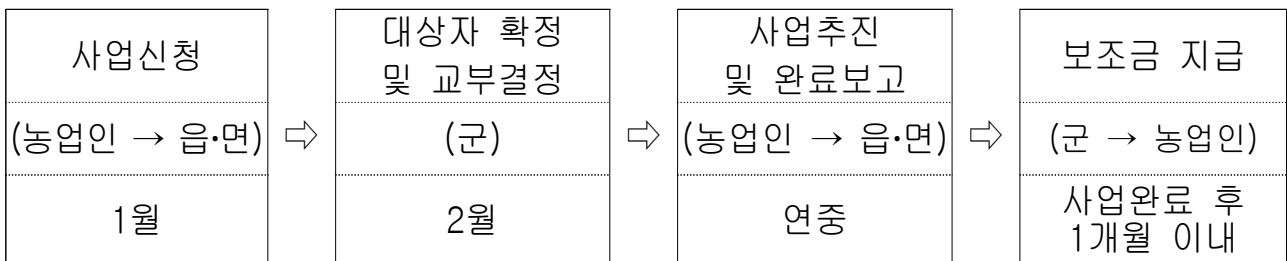 사업신청
(농업인 → 읍·면)
1월
⇨
대상자 확정
및 교부결정
(군)
2월
⇨
사업추진
및 완료보고
(농업인 → 읍·면)
연중
⇨
보조금 지급
(군 → 농업인)
사업완료 후
1개월 이내